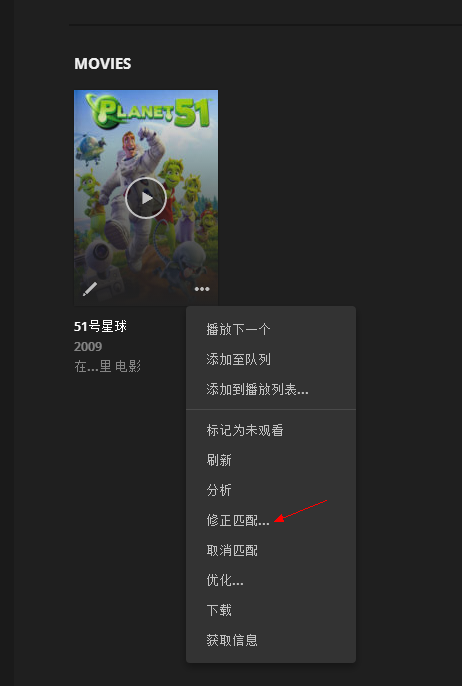 MOVIES
PLANET 51
51号星球
2009
在...里 电影
播放下一个
添加至队列
添加到播放列表...
标记为未观看
刷新
分析
修正匹配...
取消匹配
优化...
下载
获取信息